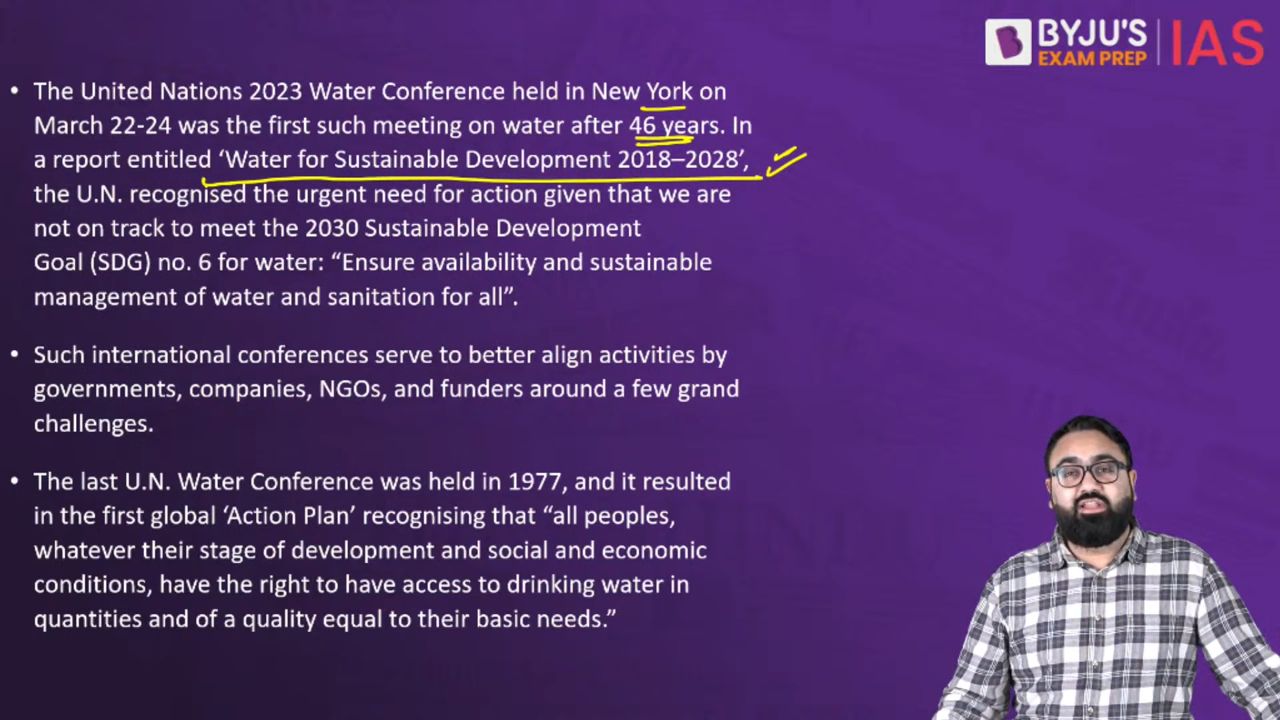 BYJU'S IAS
EXAM PREP
• The United Nations 2023 Water Conference held in New York on
March 22-24 was the first such meeting on water after 46 years. In
a report entitled ‘Water for Sustainable Development 2018–2028’,
the U.N. recognised the urgent need for action given that we are
not on track to meet the 2030 Sustainable Development
Goal (SDG) no. 6 for water: “Ensure availability and sustainable
management of water and sanitation for all”.
• Such international conferences serve to better align activities by
governments, companies, NGOs, and funders around a few grand
challenges.
• The last U.N. Water Conference was held in 1977, and it resulted
in the first global ‘Action Plan’ recognising that “all peoples,
whatever their stage of development and social and economic
conditions, have the right to have access to drinking water in
quantities and of a quality equal to their basic needs.”